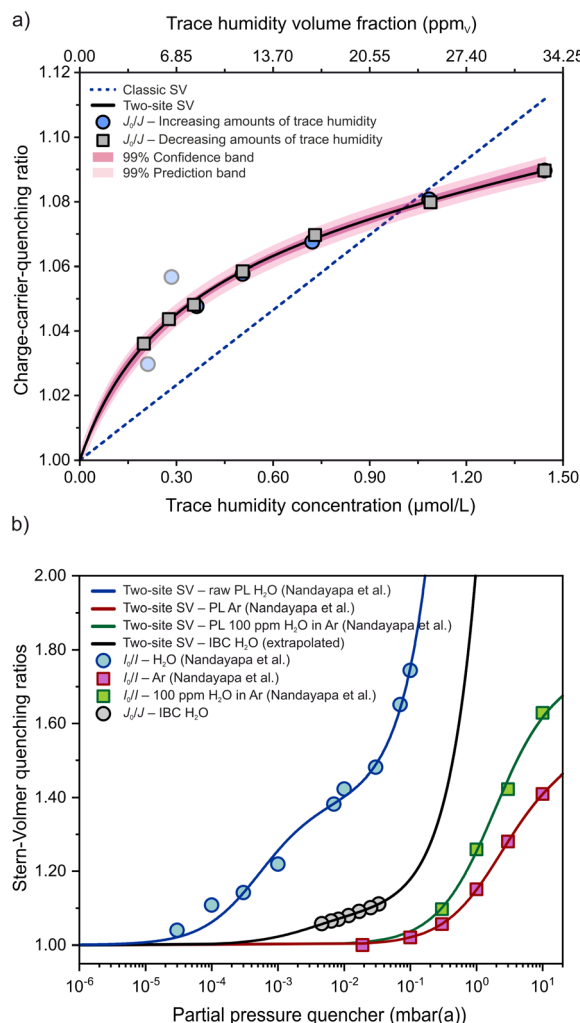 a)
Trace humidity volume fraction (ppmᵥ)
0.00 6.85 13.70 20.55 27.40 34.25
1.12
1.10
1.08
1.06
1.04
1.02
1.00
Charge-carrier-quenching ratio
Classic SV
Two-site SV
J₀/J – Increasing amounts of trace humidity
J₀/J – Decreasing amounts of trace humidity
99% Confidence band
99% Prediction band
0.00 0.30 0.60 0.90 1.20 1.50
Trace humidity concentration (µmol/L)
b)
2.00
1.80
1.60
1.40
1.20
1.00
Stern-Volmer quenching ratios
Two-site SV – raw PL H₂O (Nandayapa et al.)
Two-site SV – PL Ar (Nandayapa et al.)
Two-site SV – PL 100 ppm H₂O in Ar (Nandayapa et al.)
Two-site SV – IBC H₂O (extrapolated)
I₀/I – H₂O (Nandayapa et al.)
I₀/I – Ar (Nandayapa et al.)
I₀/I – 100 ppm H₂O in Ar (Nandayapa et al.)
J₀/J – IBC H₂O
10⁻⁶ 10⁻⁵ 10⁻⁴ 10⁻³ 10⁻² 10⁻¹ 10⁰ 10¹
Partial pressure quencher (mbar(a))